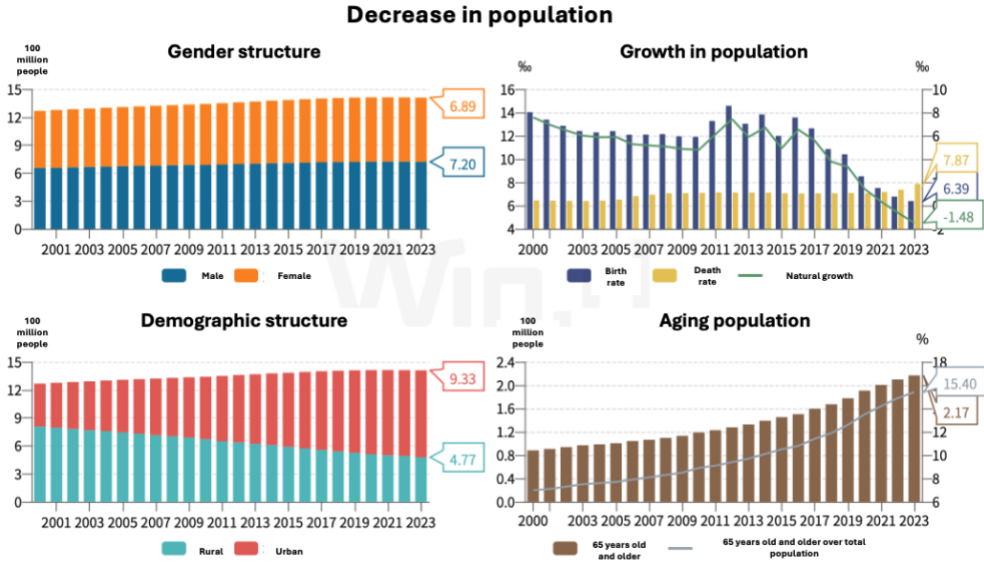 Decrease in population
Gender structure
100
million
people
15
12
9
6
3
0
6.89
7.20
2001 2003 2005 2007 2009 2011 2013 2015 2017 2019 2021 2023
Male Female
Growth in population
‰ ‰
16
14
12
10
8
6
4
10
8
6
-2
7.87
6.39
-1.48
2000 2003 2005 2007 2009 2011 2013 2015 2017 2019 2021 2023
Birth
rate
Death
rate
Natural growth
Win.
Demographic structure
100
million
people
15
12
9
6
3
0
9.33
4.77
2001 2003 2005 2007 2009 2011 2013 2015 2017 2019 2021 2023
Rural Urban
Aging population
100
million
people
%
2.4
2.0
1.6
1.2
0.8
0.4
0.0
18
12
10
8
6
15.40
2.17
2000 2003 2005 2007 2009 2011 2013 2015 2017 2019 2021 2023
65 years old
and older
65 years old and older over total
population